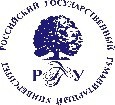 РОССИЙСКИЙ ГОСУДАРСТВЕННЫЙ
ГУМАНИТАРНЫЙ УНИВЕРСИТЕТ
РГГУ